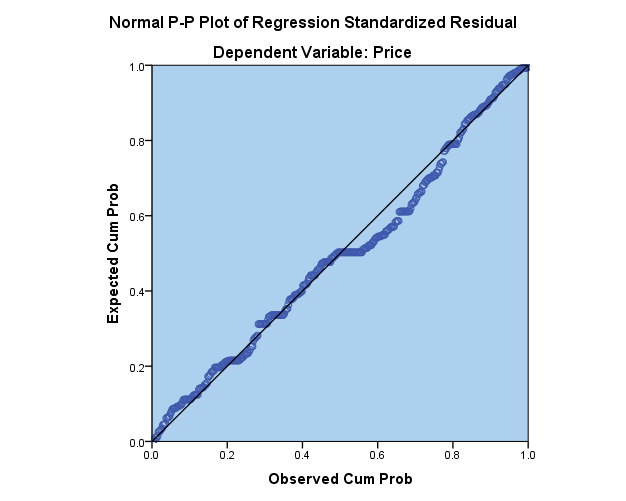 Normal P-P Plot of Regression Standardized Residual
Dependent Variable: Price
1.0
0.8
0.6
0.4
0.2
0.0
Expected Cum Prob
0.0 0.2 0.4 0.6 0.8 1.0
Observed Cum Prob